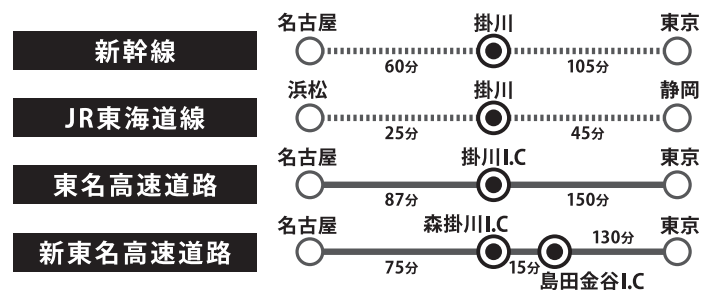 新幹線
名古屋 掛川 東京
60分 105分
JR東海道線
浜松 掛川 静岡
25分 45分
東名高速道路
名古屋 掛川I.C 東京
87分 150分
新東名高速道路
名古屋 森掛川I.C 東京
75分 15分 130分
島田金谷I.C